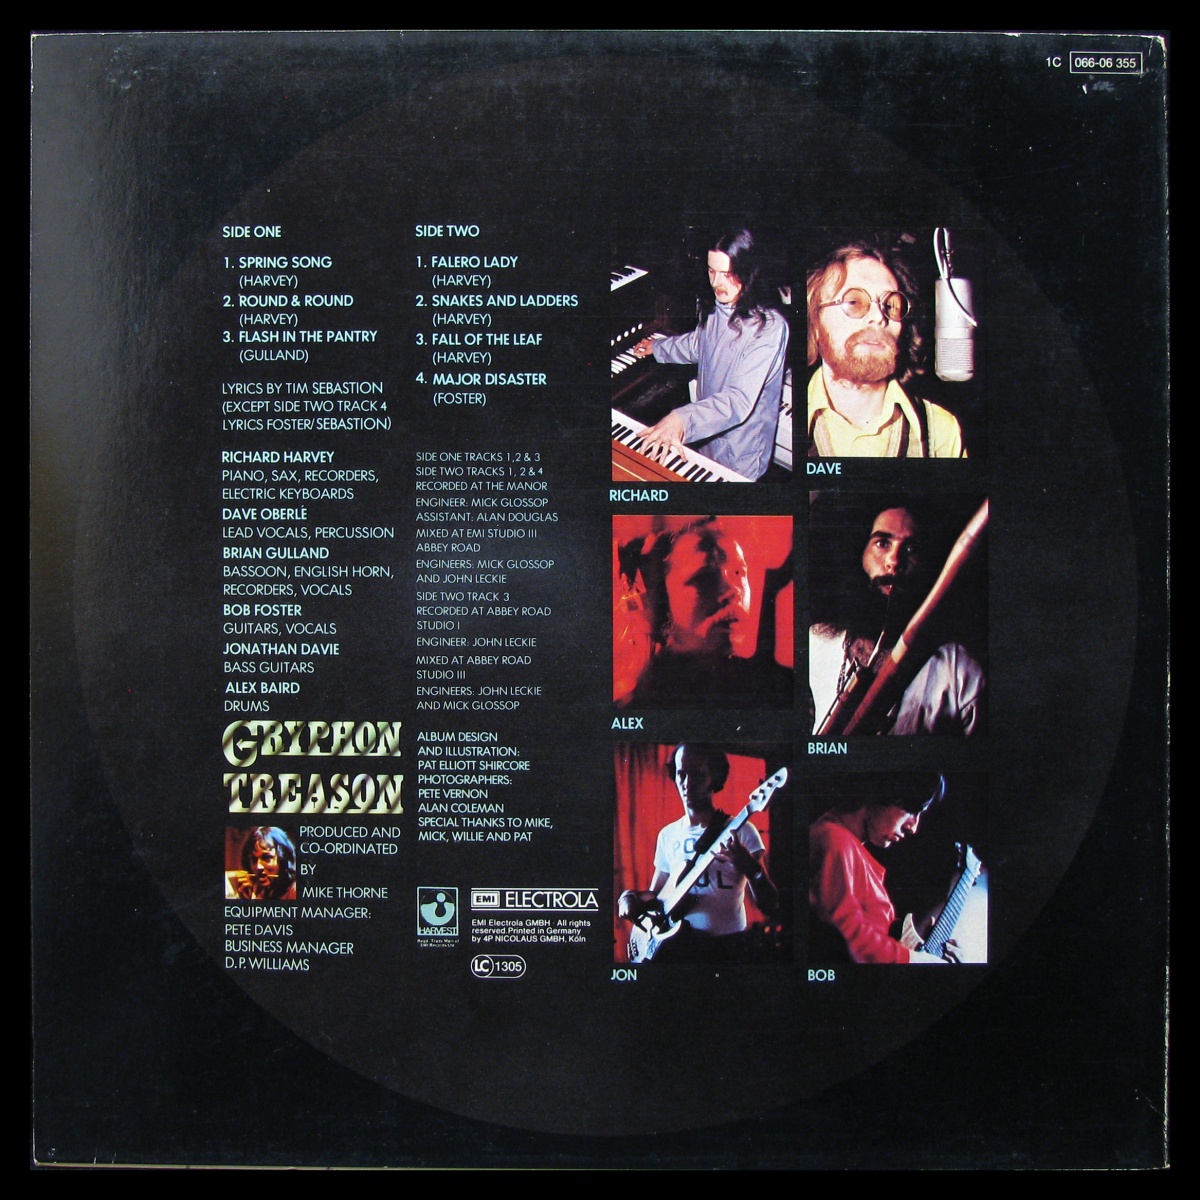 1C 066-06 355
SIDE ONE
1. SPRING SONG
(HARVEY)
2. ROUND & ROUND
(HARVEY)
3. FLASH IN THE PANTRY
(GULLAND)
LYRICS BY TIM SEBASTION
(EXCEPT SIDE TWO TRACK 4
LYRICS FOSTER/SEBASTION)
RICHARD HARVEY
PIANO, SAX, RECORDERS,
ELECTRIC KEYBOARDS
DAVE OBERLÉ
LEAD VOCALS, PERCUSSION
BRIAN GULLAND
BASSOON, ENGLISH HORN,
RECORDERS, VOCALS
BOB FOSTER
GUITARS, VOCALS
JONATHAN DAVIE
BASS GUITARS
ALEX BAIRD
DRUMS
GRYPHON
TREASON
PRODUCED AND
CO-ORDINATED
BY
MIKE THORNE
EQUIPMENT MANAGER:
PETE DAVIS
BUSINESS MANAGER
D.P. WILLIAMS
SIDE TWO
1. FALERO LADY
(HARVEY)
2. SNAKES AND LADDERS
(HARVEY)
3. FALL OF THE LEAF
(HARVEY)
4. MAJOR DISASTER
(FOSTER)
SIDE ONE TRACKS 1,2 & 3
SIDE TWO TRACKS 1, 2 & 4
RECORDED AT THE MANOR
ENGINEER: MICK GLOSSOP
ASSISTANT: ALAN DOUGLAS
MIXED AT EMI STUDIO III
ABBEY ROAD
ENGINEERS: MICK GLOSSOP
AND JOHN LECKIE
SIDE TWO TRACK 3
RECORDED AT ABBEY ROAD
STUDIO I
ENGINEER: JOHN LECKIE
MIXED AT ABBEY ROAD
STUDIO III
ENGINEERS: JOHN LECKIE
AND MICK GLOSSOP
ALBUM DESIGN
AND ILLUSTRATION:
PAT ELLIOTT SHIRCORE
PHOTOGRAPHERS:
PETE VERNON
ALAN COLEMAN
SPECIAL THANKS TO MIKE,
MICK, WILLIE AND PAT
HARVEST
Regd. Trade Mark of
EMI Records Ltd
EMI ELECTROLA
EMI Electrola GMBH · All rights
reserved. Printed in Germany
by 4P NICOLAUS GMBH, Köln
LC 1305
RICHARD
DAVE
ALEX
BRIAN
JON
BOB